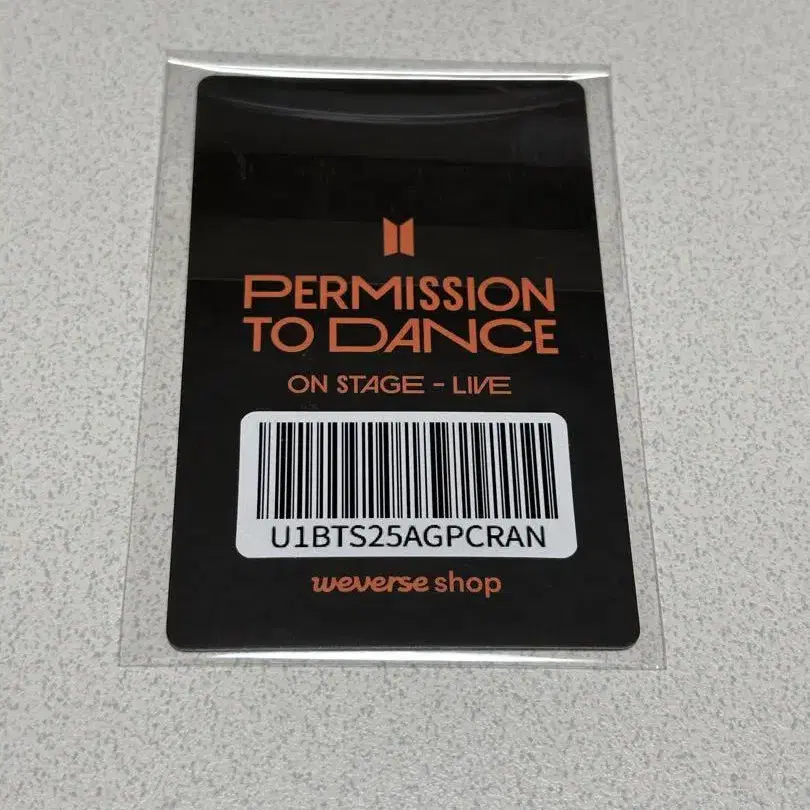 PERMISSION
TO DANCE
ON STAGE - LIVE
U1BTS25AGPCRAN
weverse shop